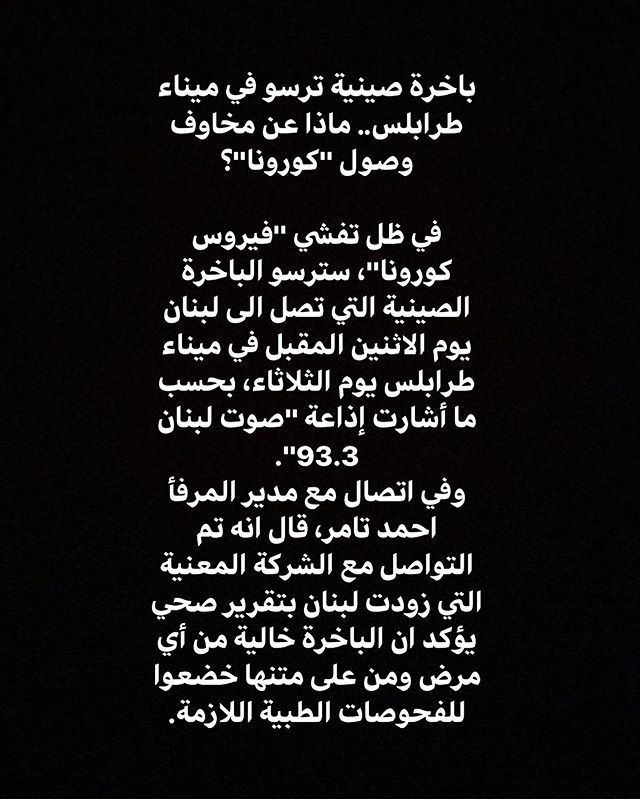 باخرة صينية ترسو في ميناء
طرابلس.. ماذا عن مخاوف
وصول "كورونا"؟
في ظل تفشي "فيروس
كورونا"، سترسو الباخرة
الصينية التي تصل الى لبنان
يوم الاثنين المقبل في ميناء
طرابلس يوم الثلاثاء، بحسب
ما أشارت إذاعة "صوت لبنان
93.3".
وفي اتصال مع مدير المرفأ
احمد تامر، قال انه تم
التواصل مع الشركة المعنية
التي زودت لبنان بتقرير صحي
يؤكد ان الباخرة خالية من أي
مرض ومن على متنها خضعوا
للفحوصات الطبية اللازمة.